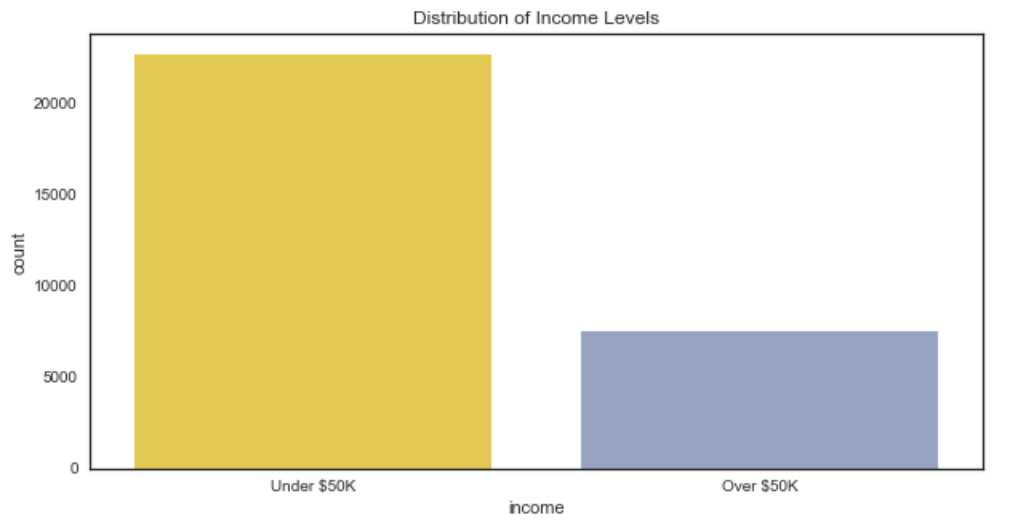 Distribution of Income Levels
20000
15000
10000
5000
0
count
Under $50K
Over $50K
income